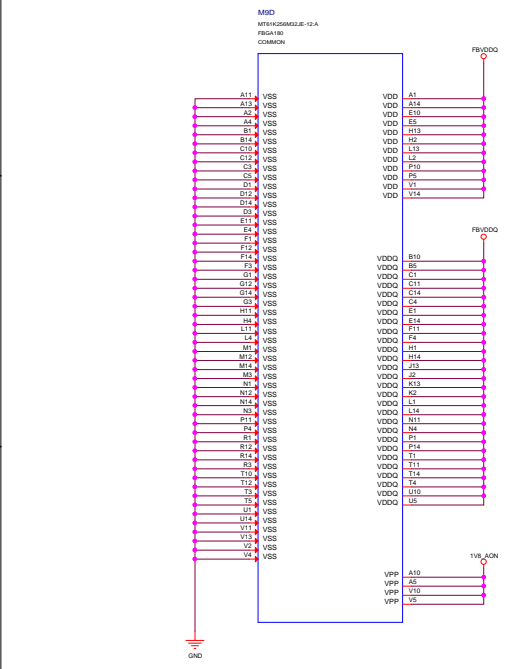 M9D
MT61K256M32JE-12:A
FBGA180
COMMON
FBVDDQ
A11 VSS VDD A1
A13 VSS VDD A14
A2 VSS VDD E10
A4 VSS VDD E5
B1 VSS VDD H13
B14 VSS VDD H2
C10 VSS VDD L13
C12 VSS VDD L2
C3 VSS VDD P10
C5 VSS VDD P5
D1 VSS VDD V1
D12 VSS VDD V14
D14 VSS
D3 VSS
E11 VSS
FBVDDQ
E4 VSS
F1 VSS
F12 VSS
F14 VSS VDDQ B10
F3 VSS VDDQ B5
G1 VSS VDDQ C1
G12 VSS VDDQ C11
G14 VSS VDDQ C14
G3 VSS VDDQ C4
H11 VSS VDDQ E1
H4 VSS VDDQ E14
L11 VSS VDDQ F11
L4 VSS VDDQ F4
M1 VSS VDDQ H1
M12 VSS VDDQ H14
M14 VSS VDDQ J13
M3 VSS VDDQ J2
N1 VSS VDDQ K13
N12 VSS VDDQ K2
N14 VSS VDDQ L1
N3 VSS VDDQ L14
P11 VSS VDDQ N11
P4 VSS VDDQ N4
R1 VSS VDDQ P1
R12 VSS VDDQ P14
R14 VSS VDDQ T1
R3 VSS VDDQ T11
T10 VSS VDDQ T14
T12 VSS VDDQ T4
T3 VSS VDDQ U10
T5 VSS VDDQ U5
U1 VSS
U14 VSS
V11 VSS
V13 VSS
V2 VSS
V4 VSS
1V8_AON
VPP A10
VPP A5
VPP V10
VPP V5
GND